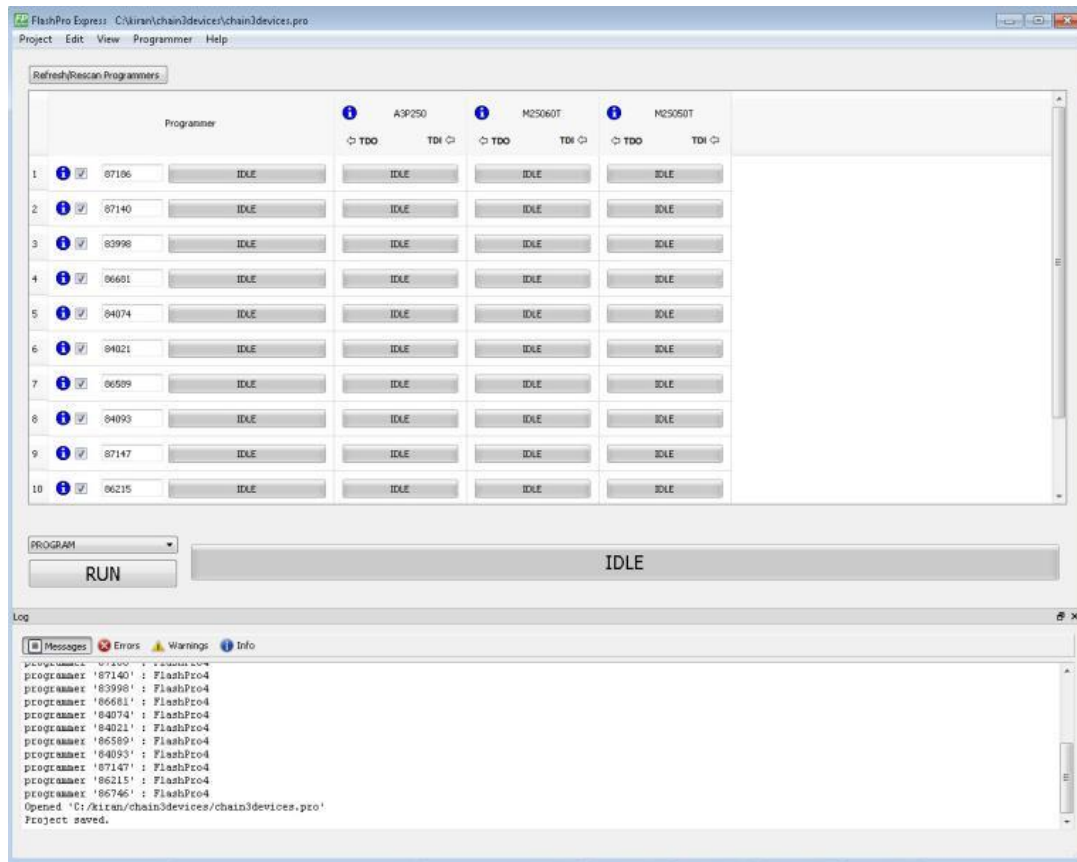 FlashPro Express C:\kiran\chain3devices\chain3devices.pro
Project Edit View Programmer Help
Refresh/Rescan Programmers
Programmer A3P250 M2S060T M2S050T
TDO TDI TDO TDI TDO TDI
1 87186 IDLE IDLE IDLE IDLE
2 87140 IDLE IDLE IDLE IDLE
3 83998 IDLE IDLE IDLE IDLE
4 86681 IDLE IDLE IDLE IDLE
5 84074 IDLE IDLE IDLE IDLE
6 84021 IDLE IDLE IDLE IDLE
7 86589 IDLE IDLE IDLE IDLE
8 84093 IDLE IDLE IDLE IDLE
9 87147 IDLE IDLE IDLE IDLE
10 86215 IDLE IDLE IDLE IDLE
PROGRAM
RUN
IDLE
Log
Messages Errors Warnings Info
programmer '87186' : FlashPro4
programmer '87140' : FlashPro4
programmer '83998' : FlashPro4
programmer '86681' : FlashPro4
programmer '84074' : FlashPro4
programmer '84021' : FlashPro4
programmer '86589' : FlashPro4
programmer '84093' : FlashPro4
programmer '87147' : FlashPro4
programmer '86215' : FlashPro4
programmer '86746' : FlashPro4
Opened 'C:/kiran/chain3devices/chain3devices.pro'
Project saved.